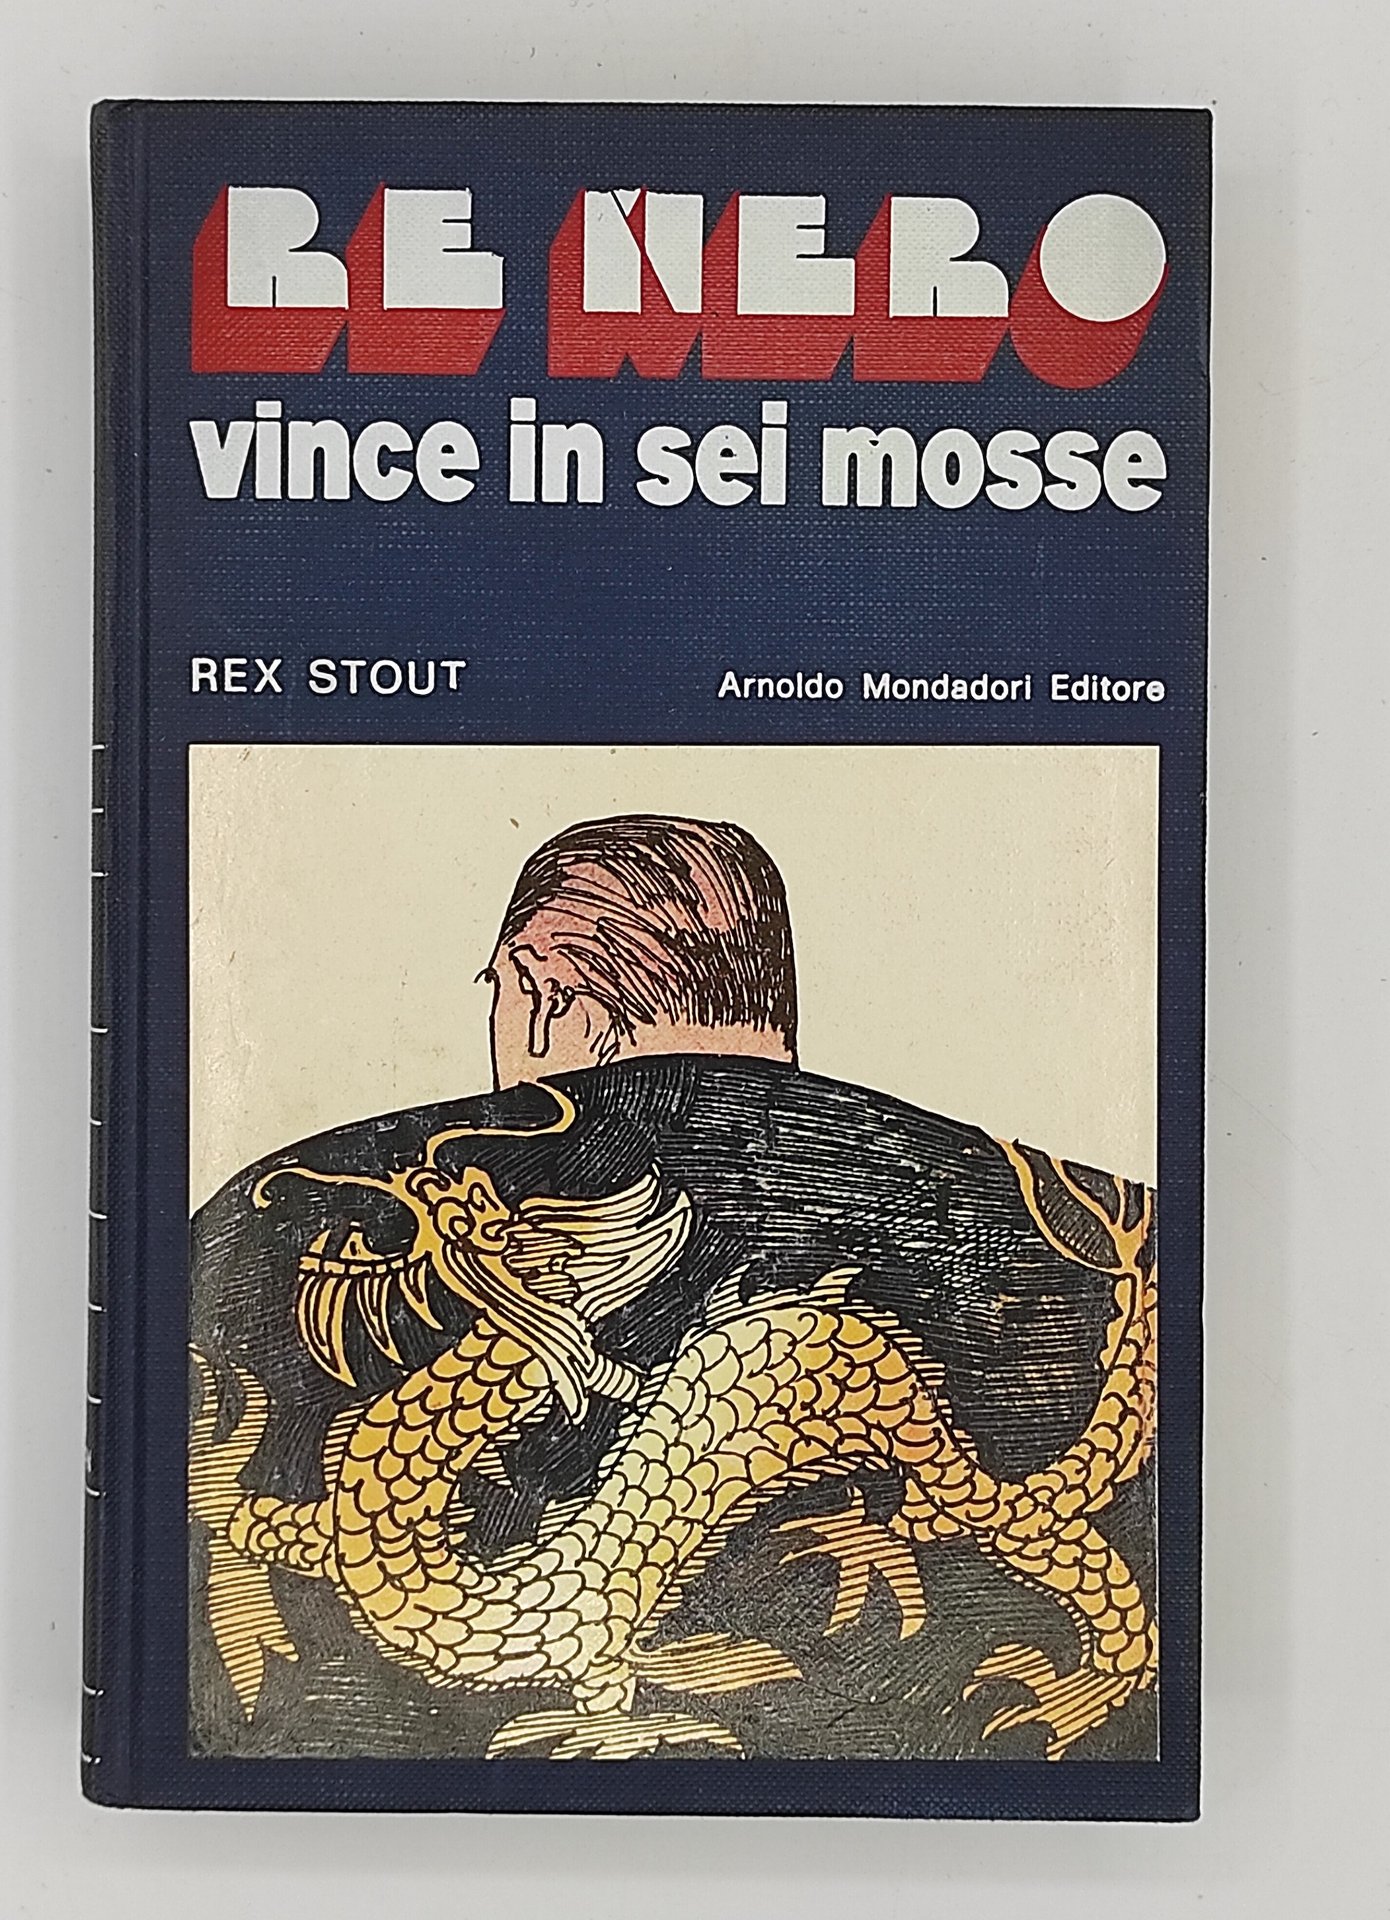 RE NERO
vince in sei mosse
REX STOUT
Arnoldo Mondadori Editore